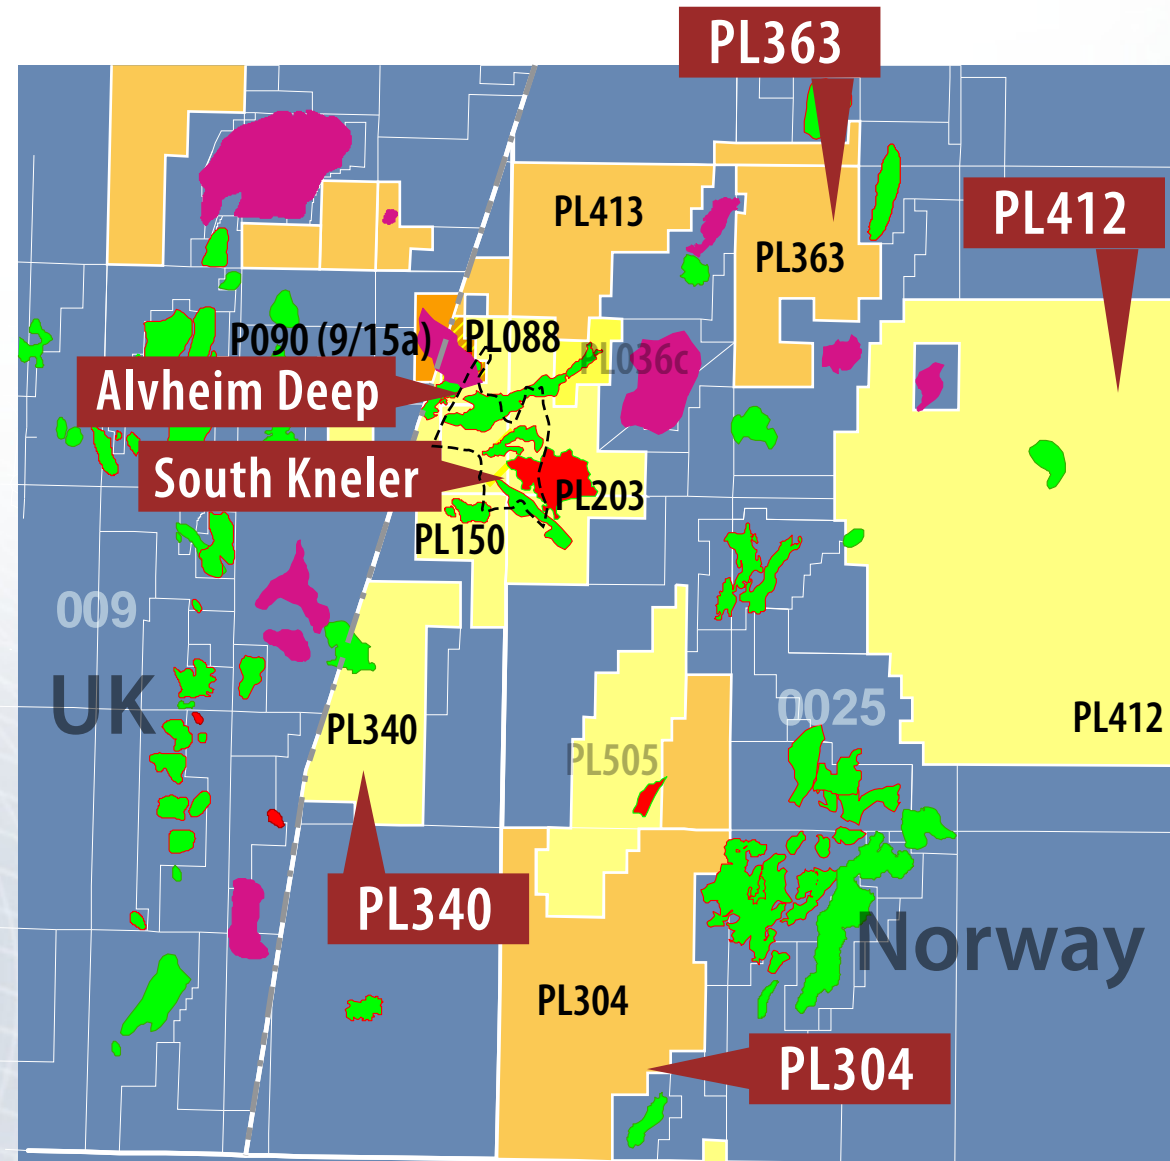 PL363
PL412
PL413
PL363
P090 (9/15a)
PL088
PL036c
Alvheim Deep
South Kneler
PL203
PL150
009
UK
0025
PL412
PL340
PL505
PL340
Norway
PL304
PL304